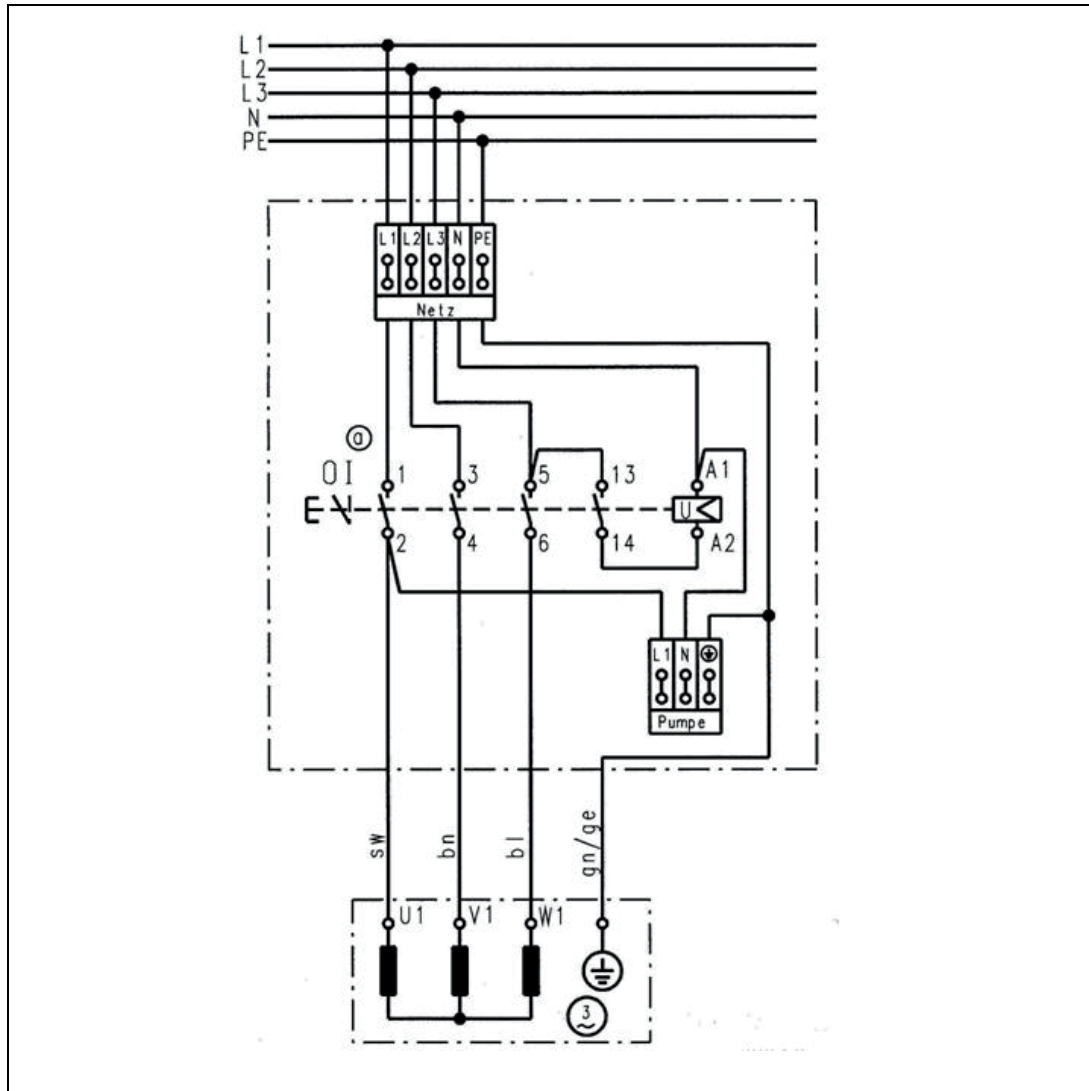 L1
L2
L3
N
PE
L1 L2 L3 N PE
Netz
a
0 I
1 3 5 13 A1
U <
2 4 6 14 A2
L1 N
Pumpe
sw bn bl gn/ge
U1 V1 W1
3
~